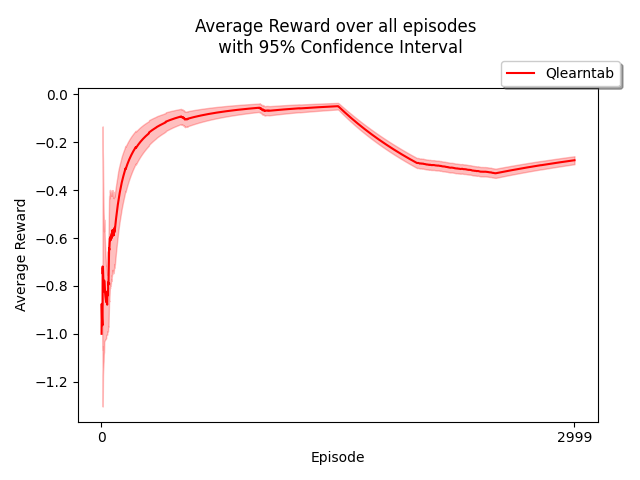 Average Reward over all episodes
with 95% Confidence Interval
Qlearntab
0.0
−0.2
−0.4
−0.6
−0.8
−1.0
−1.2
Average Reward
0
2999
Episode